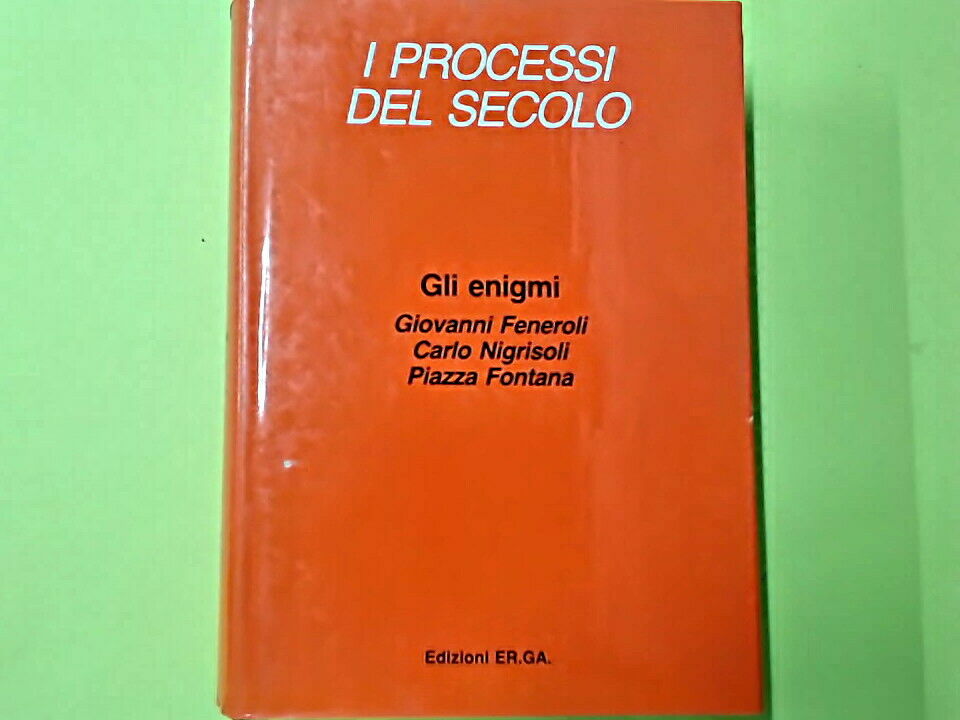 I PROCESSI
DEL SECOLO
Gli enigmi
Giovanni Feneroli
Carlo Nigrisoli
Piazza Fontana
Edizioni ER.GA.